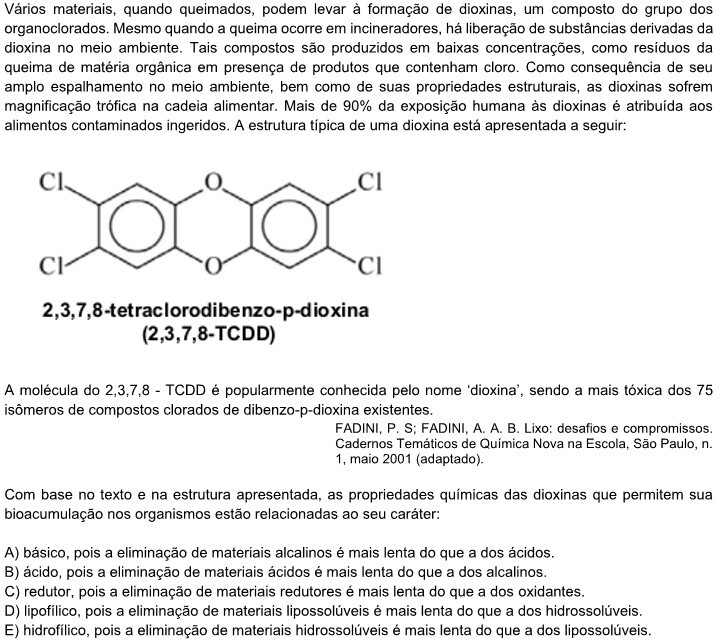 Vários materiais, quando queimados, podem levar à formação de dioxinas, um composto do grupo dos
organoclorados. Mesmo quando a queima ocorre em incineradores, há liberação de substâncias derivadas da
dioxina no meio ambiente. Tais compostos são produzidos em baixas concentrações, como resíduos da
queima de matéria orgânica em presença de produtos que contenham cloro. Como consequência de seu
amplo espalhamento no meio ambiente, bem como de suas propriedades estruturais, as dioxinas sofrem
magnificação trófica na cadeia alimentar. Mais de 90% da exposição humana às dioxinas é atribuída aos
alimentos contaminados ingeridos. A estrutura típica de uma dioxina está apresentada a seguir:
Cl O Cl
Cl O Cl
2,3,7,8-tetraclorodibenzo-p-dioxina
(2,3,7,8-TCDD)
A molécula do 2,3,7,8 - TCDD é popularmente conhecida pelo nome ‘dioxina’, sendo a mais tóxica dos 75
isômeros de compostos clorados de dibenzo-p-dioxina existentes.
FADINI, P. S; FADINI, A. A. B. Lixo: desafios e compromissos.
Cadernos Temáticos de Química Nova na Escola, São Paulo, n.
1, maio 2001 (adaptado).
Com base no texto e na estrutura apresentada, as propriedades químicas das dioxinas que permitem sua
bioacumulação nos organismos estão relacionadas ao seu caráter:
A) básico, pois a eliminação de materiais alcalinos é mais lenta do que a dos ácidos.
B) ácido, pois a eliminação de materiais ácidos é mais lenta do que a dos alcalinos.
C) redutor, pois a eliminação de materiais redutores é mais lenta do que a dos oxidantes.
D) lipofílico, pois a eliminação de materiais lipossolúveis é mais lenta do que a dos hidrossolúveis.
E) hidrofílico, pois a eliminação de materiais hidrossolúveis é mais lenta do que a dos lipossolúveis.